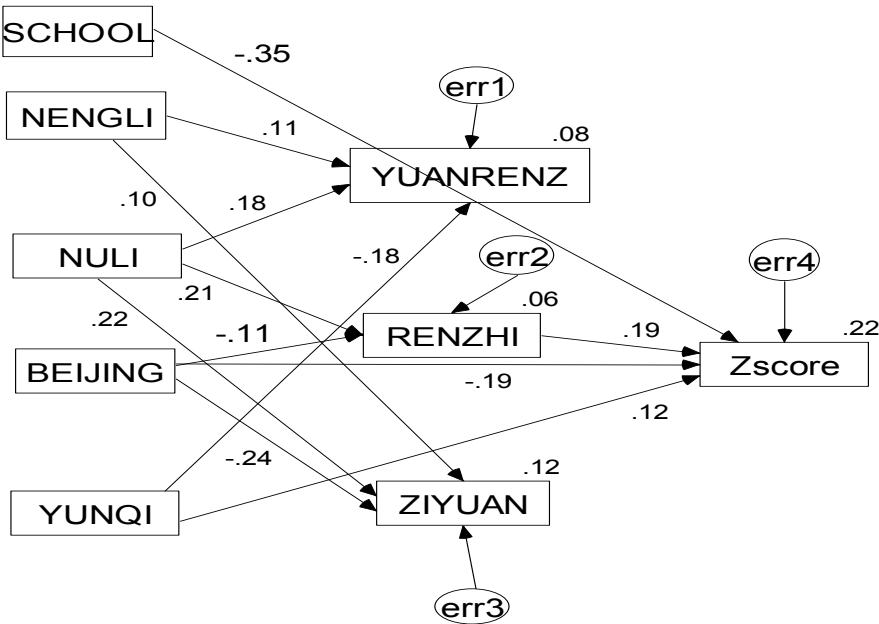 SCHOOL
-.35
err1
NENGLI
.11
.08
YUANRENZ
.10
.18
NULI
-.18
err2
err4
.21
.06
.22
-.11
RENZHI
.19
.22
BEIJING
Zscore
-.19
.12
-.24
.12
YUNQI
ZIYUAN
err3